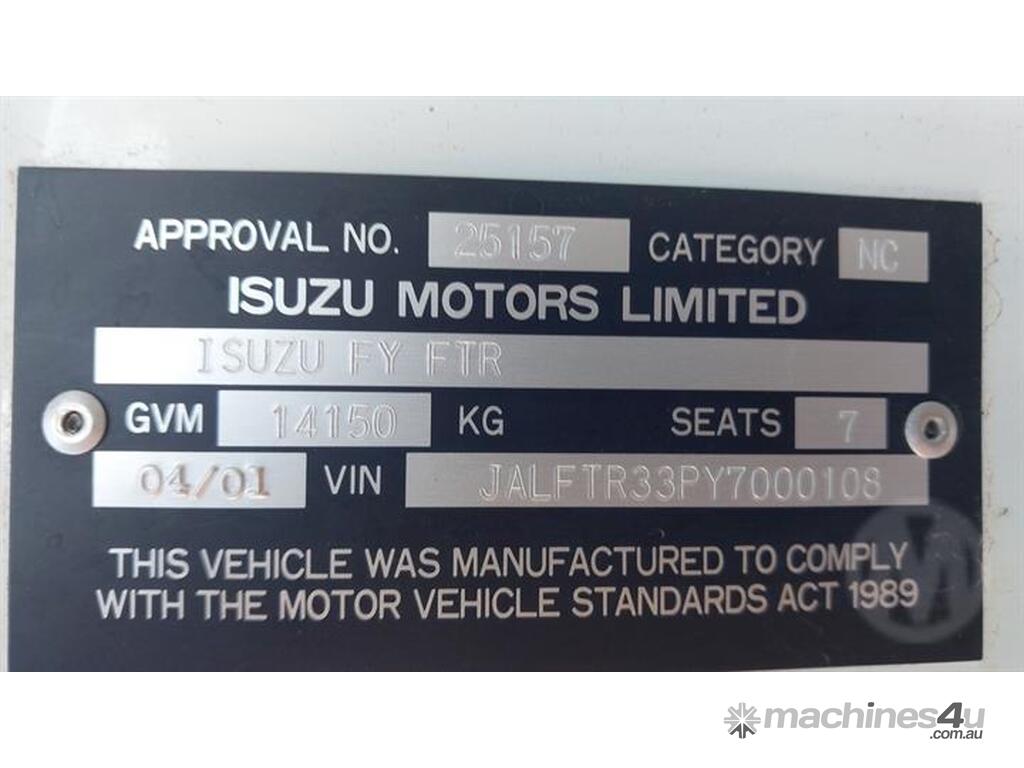 APPROVAL NO. 25157 CATEGORY NC
ISUZU MOTORS LIMITED
ISUZU FY FTR
GVM 14150 KG SEATS 7
04/01 VIN JALFTR33PY7000108
THIS VEHICLE WAS MANUFACTURED TO COMPLY
WITH THE MOTOR VEHICLE STANDARDS ACT 1989
machines4u
.com.au